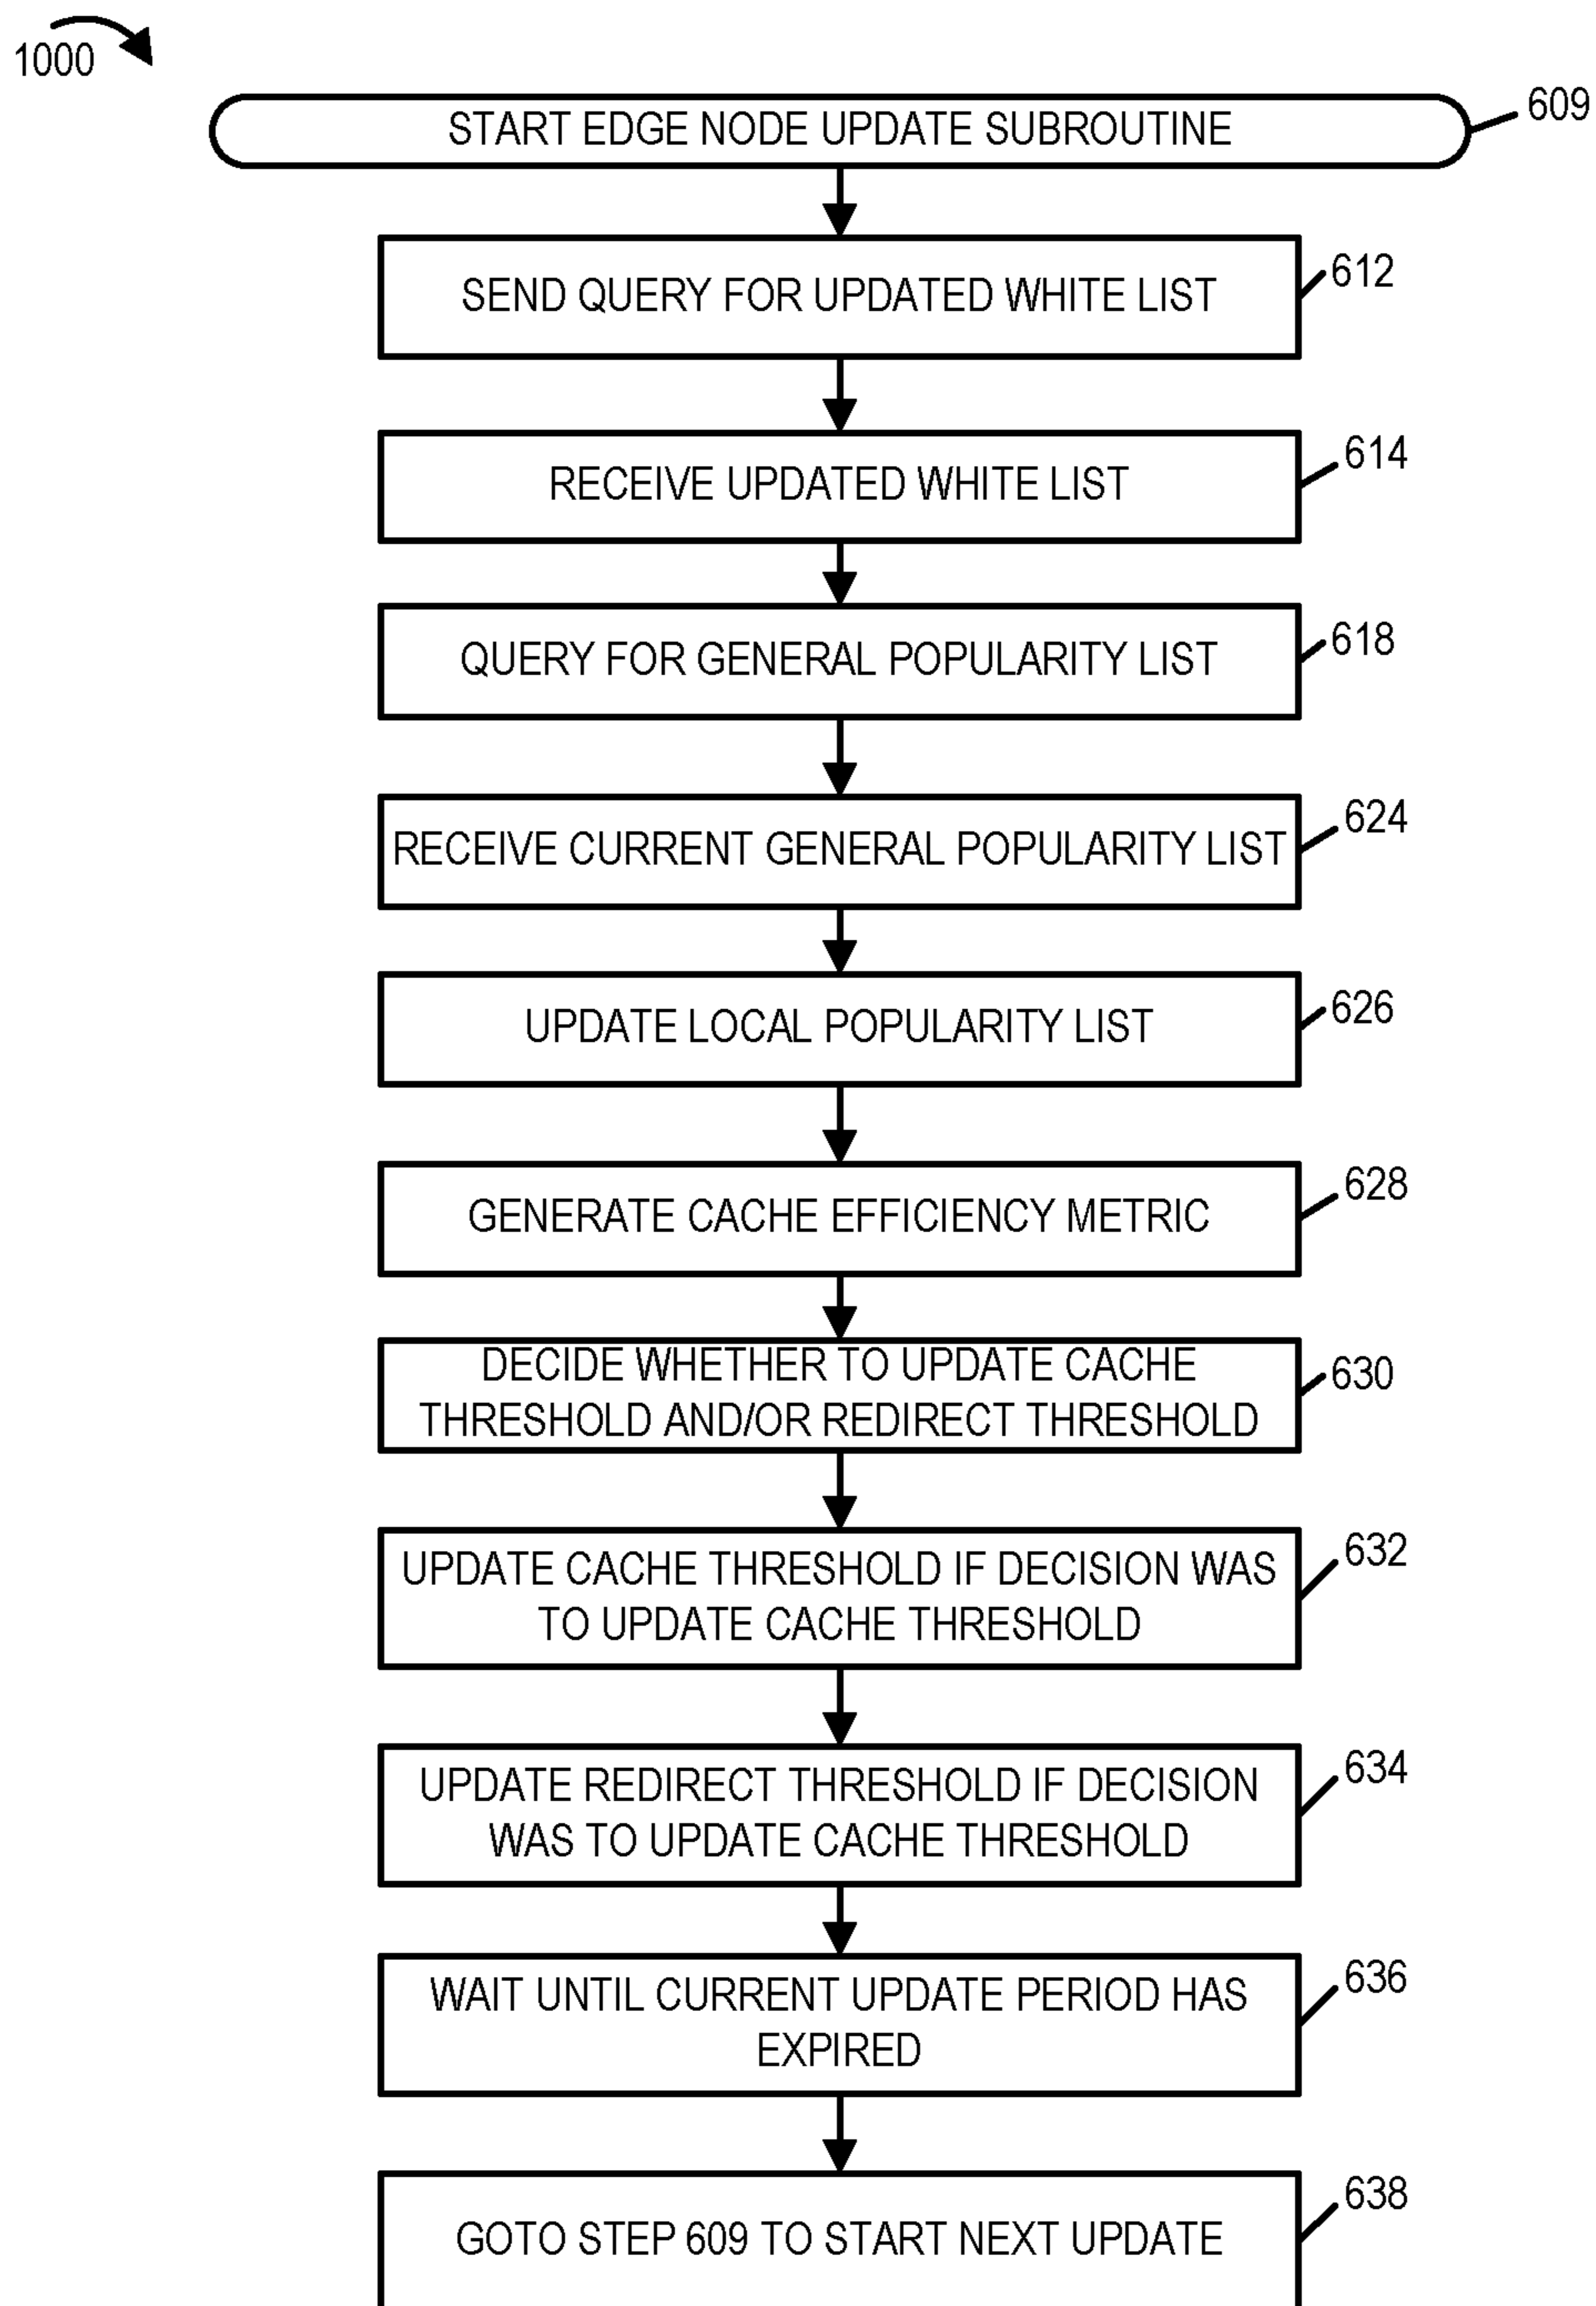 1000
START EDGE NODE UPDATE SUBROUTINE
609
SEND QUERY FOR UPDATED WHITE LIST
612
RECEIVE UPDATED WHITE LIST
614
QUERY FOR GENERAL POPULARITY LIST
618
RECEIVE CURRENT GENERAL POPULARITY LIST
624
UPDATE LOCAL POPULARITY LIST
626
GENERATE CACHE EFFICIENCY METRIC
628
DECIDE WHETHER TO UPDATE CACHE
THRESHOLD AND/OR REDIRECT THRESHOLD
630
UPDATE CACHE THRESHOLD IF DECISION WAS
TO UPDATE CACHE THRESHOLD
632
UPDATE REDIRECT THRESHOLD IF DECISION
WAS TO UPDATE CACHE THRESHOLD
634
WAIT UNTIL CURRENT UPDATE PERIOD HAS
EXPIRED
636
GOTO STEP 609 TO START NEXT UPDATE
638